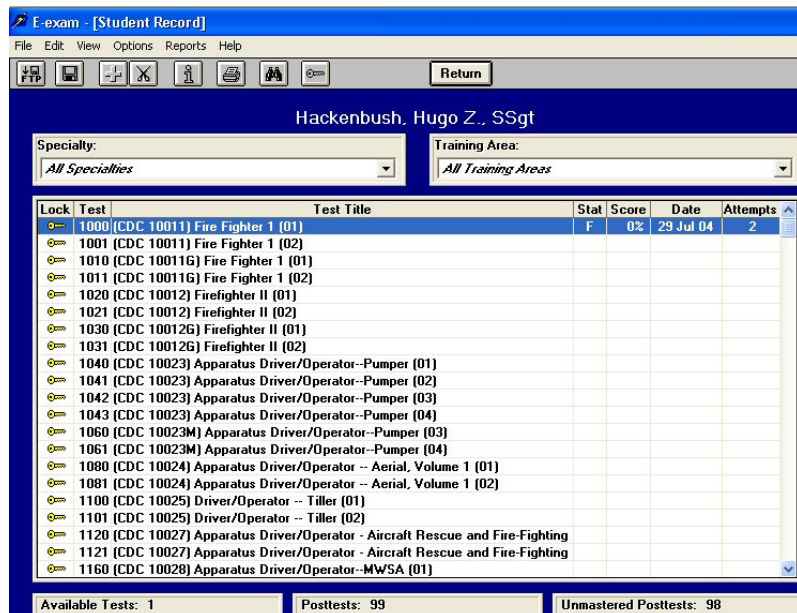 E-exam - [Student Record]
File Edit View Options Reports Help
FTP Return
Hackenbush, Hugo Z., SSgt
Specialty: Training Area:
All Specialties All Training Areas
Lock Test Test Title Stat Score Date Attempts
1000 (CDC 10011) Fire Fighter 1 (01) F 0% 29 Jul 04 2
1001 (CDC 10011) Fire Fighter 1 (02)
1010 (CDC 10011G) Fire Fighter 1 (01)
1011 (CDC 10011G) Fire Fighter 1 (02)
1020 (CDC 10012) Firefighter II (01)
1021 (CDC 10012) Firefighter II (02)
1030 (CDC 10012G) Firefighter II (01)
1031 (CDC 10012G) Firefighter II (02)
1040 (CDC 10023) Apparatus Driver/Operator--Pumper (01)
1041 (CDC 10023) Apparatus Driver/Operator--Pumper (02)
1042 (CDC 10023) Apparatus Driver/Operator--Pumper (03)
1043 (CDC 10023) Apparatus Driver/Operator--Pumper (04)
1060 (CDC 10023M) Apparatus Driver/Operator--Pumper (03)
1061 (CDC 10023M) Apparatus Driver/Operator--Pumper (04)
1080 (CDC 10024) Apparatus Driver/Operator -- Aerial, Volume 1 (01)
1081 (CDC 10024) Apparatus Driver/Operator -- Aerial, Volume 1 (02)
1100 (CDC 10025) Driver/Operator -- Tiller (01)
1101 (CDC 10025) Driver/Operator -- Tiller (02)
1120 (CDC 10027) Apparatus Driver/Operator - Aircraft Rescue and Fire-Fighting
1121 (CDC 10027) Apparatus Driver/Operator - Aircraft Rescue and Fire-Fighting
1160 (CDC 10028) Apparatus Driver/Operator--MWSA (01)
Available Tests: 1 Posttests: 99 Unmastered Posttests: 98